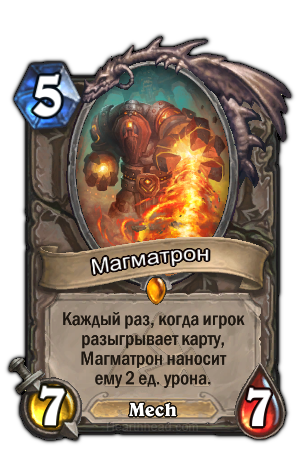 5
Магматрон
Каждый раз, когда игрок
разыгрывает карту,
Магматрон наносит
ему 2 ед. урона.
7
Mech
7